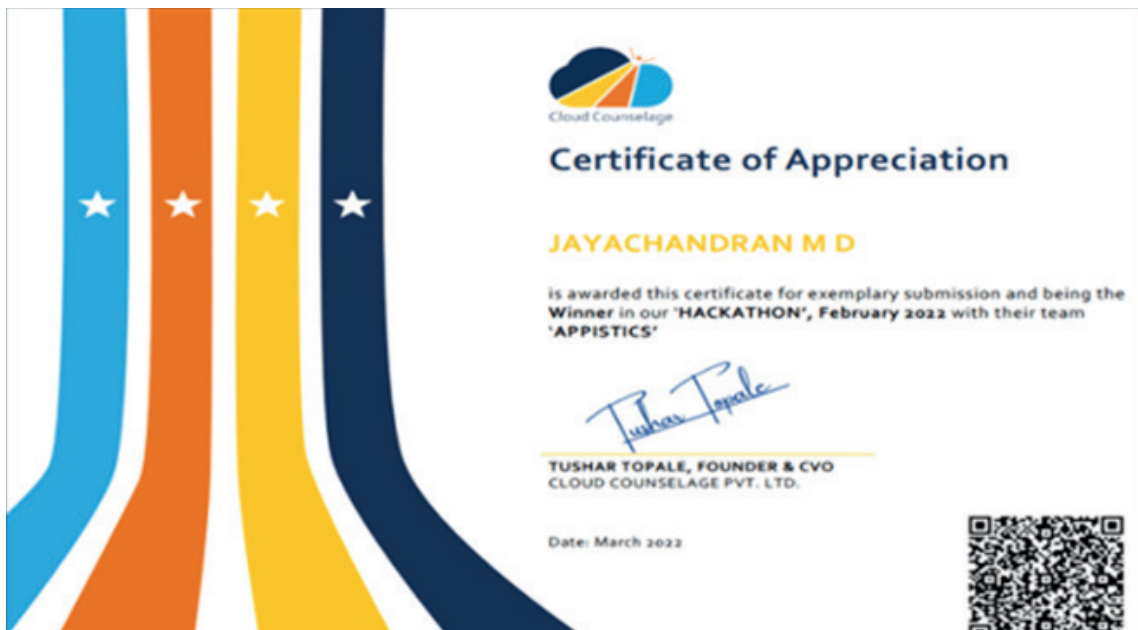 Cloud Counselage
Certificate of Appreciation
JAYACHANDRAN M D
is awarded this certificate for exemplary submission and being the
Winner in our 'HACKATHON', February 2022 with their team
'APPISTICS'
Tushar Topale
TUSHAR TOPALE, FOUNDER & CVO
CLOUD COUNSELAGE PVT. LTD.
Date: March 2022